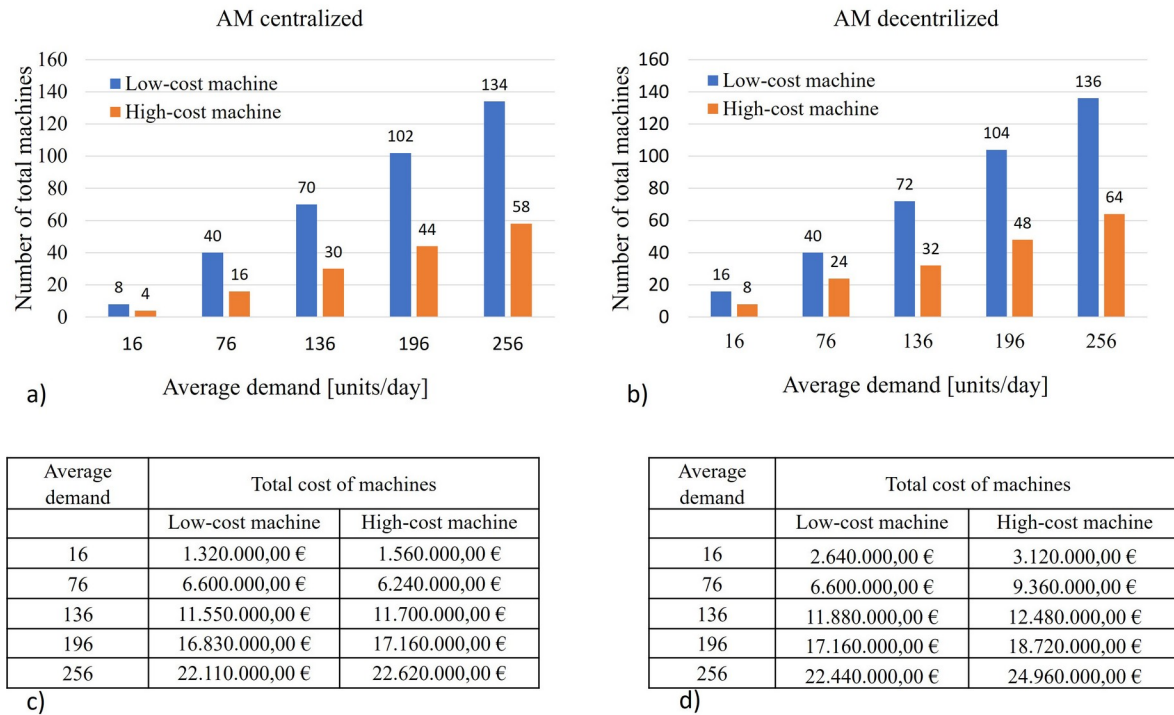 AM centralized
Number of total machines
160
140
120
100
80
60
40
20
0
Low-cost machine
High-cost machine
8
4
40
16
70
30
102
44
134
58
16
76
136
196
256
Average demand [units/day]
a)
AM decentrilized
Number of total machines
160
140
120
100
80
60
40
20
0
Low-cost machine
High-cost machine
16
8
40
24
72
32
104
48
136
64
16
76
136
196
256
Average demand [units/day]
b)
Average
demand
Total cost of machines
Low-cost machine High-cost machine
16 1.320.000,00 € 1.560.000,00 €
76 6.600.000,00 € 6.240.000,00 €
136 11.550.000,00 € 11.700.000,00 €
196 16.830.000,00 € 17.160.000,00 €
256 22.110.000,00 € 22.620.000,00 €
c)
Average
demand
Total cost of machines
Low-cost machine High-cost machine
16 2.640.000,00 € 3.120.000,00 €
76 6.600.000,00 € 9.360.000,00 €
136 11.880.000,00 € 12.480.000,00 €
196 17.160.000,00 € 18.720.000,00 €
256 22.440.000,00 € 24.960.000,00 €
d)